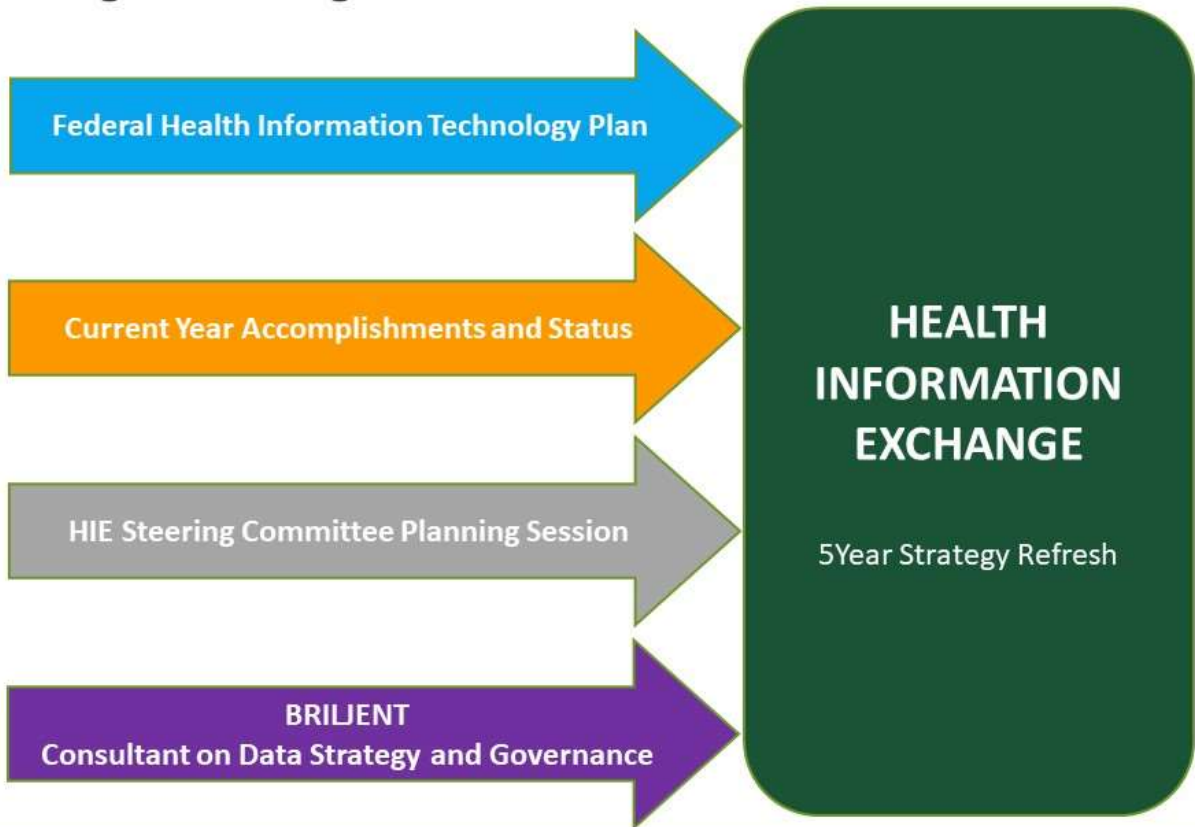 Federal Health Information Technology Plan
Current Year Accomplishments and Status
HIE Steering Committee Planning Session
BRILJENT
Consultant on Data Strategy and Governance
HEALTH
INFORMATION
EXCHANGE
5Year Strategy Refresh